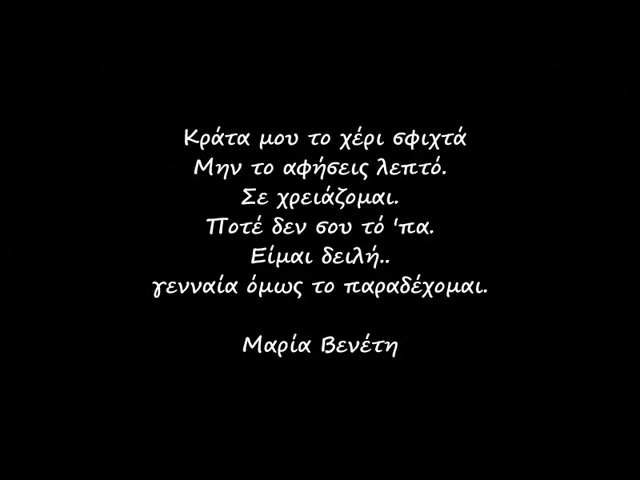 Κράτα μου το χέρι σφιχτά
Μην το αφήσεις λεπτό.
Σε χρειάζομαι.
Ποτέ δεν σου τό 'πα.
Είμαι δειλή..
γενναία όμως το παραδέχομαι.
Μαρία Βενέτη